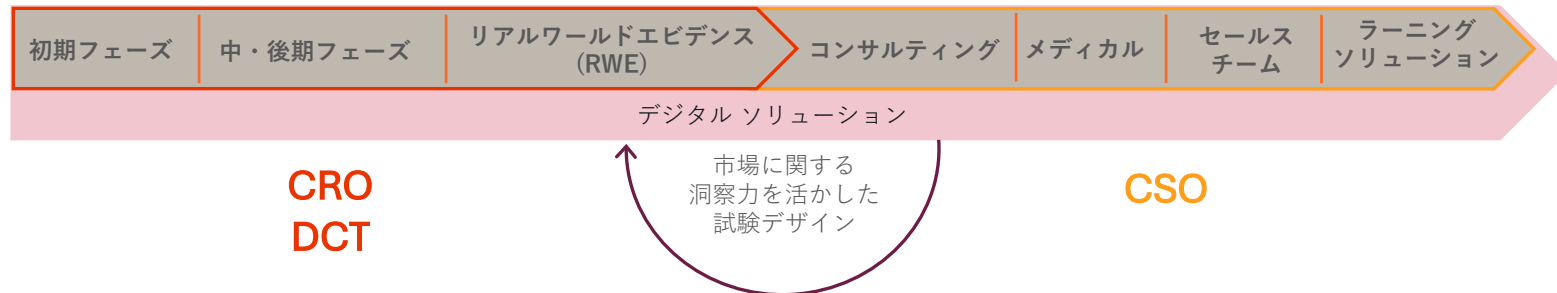 初期フェーズ
中・後期フェーズ
リアルワールドエビデンス
(RWE)
コンサルティング
メディカル
セールス
チーム
ラーニング
ソリューション
デジタル ソリューション
市場に関する
洞察力を活かした
試験デザイン
CRO
DCT
CSO